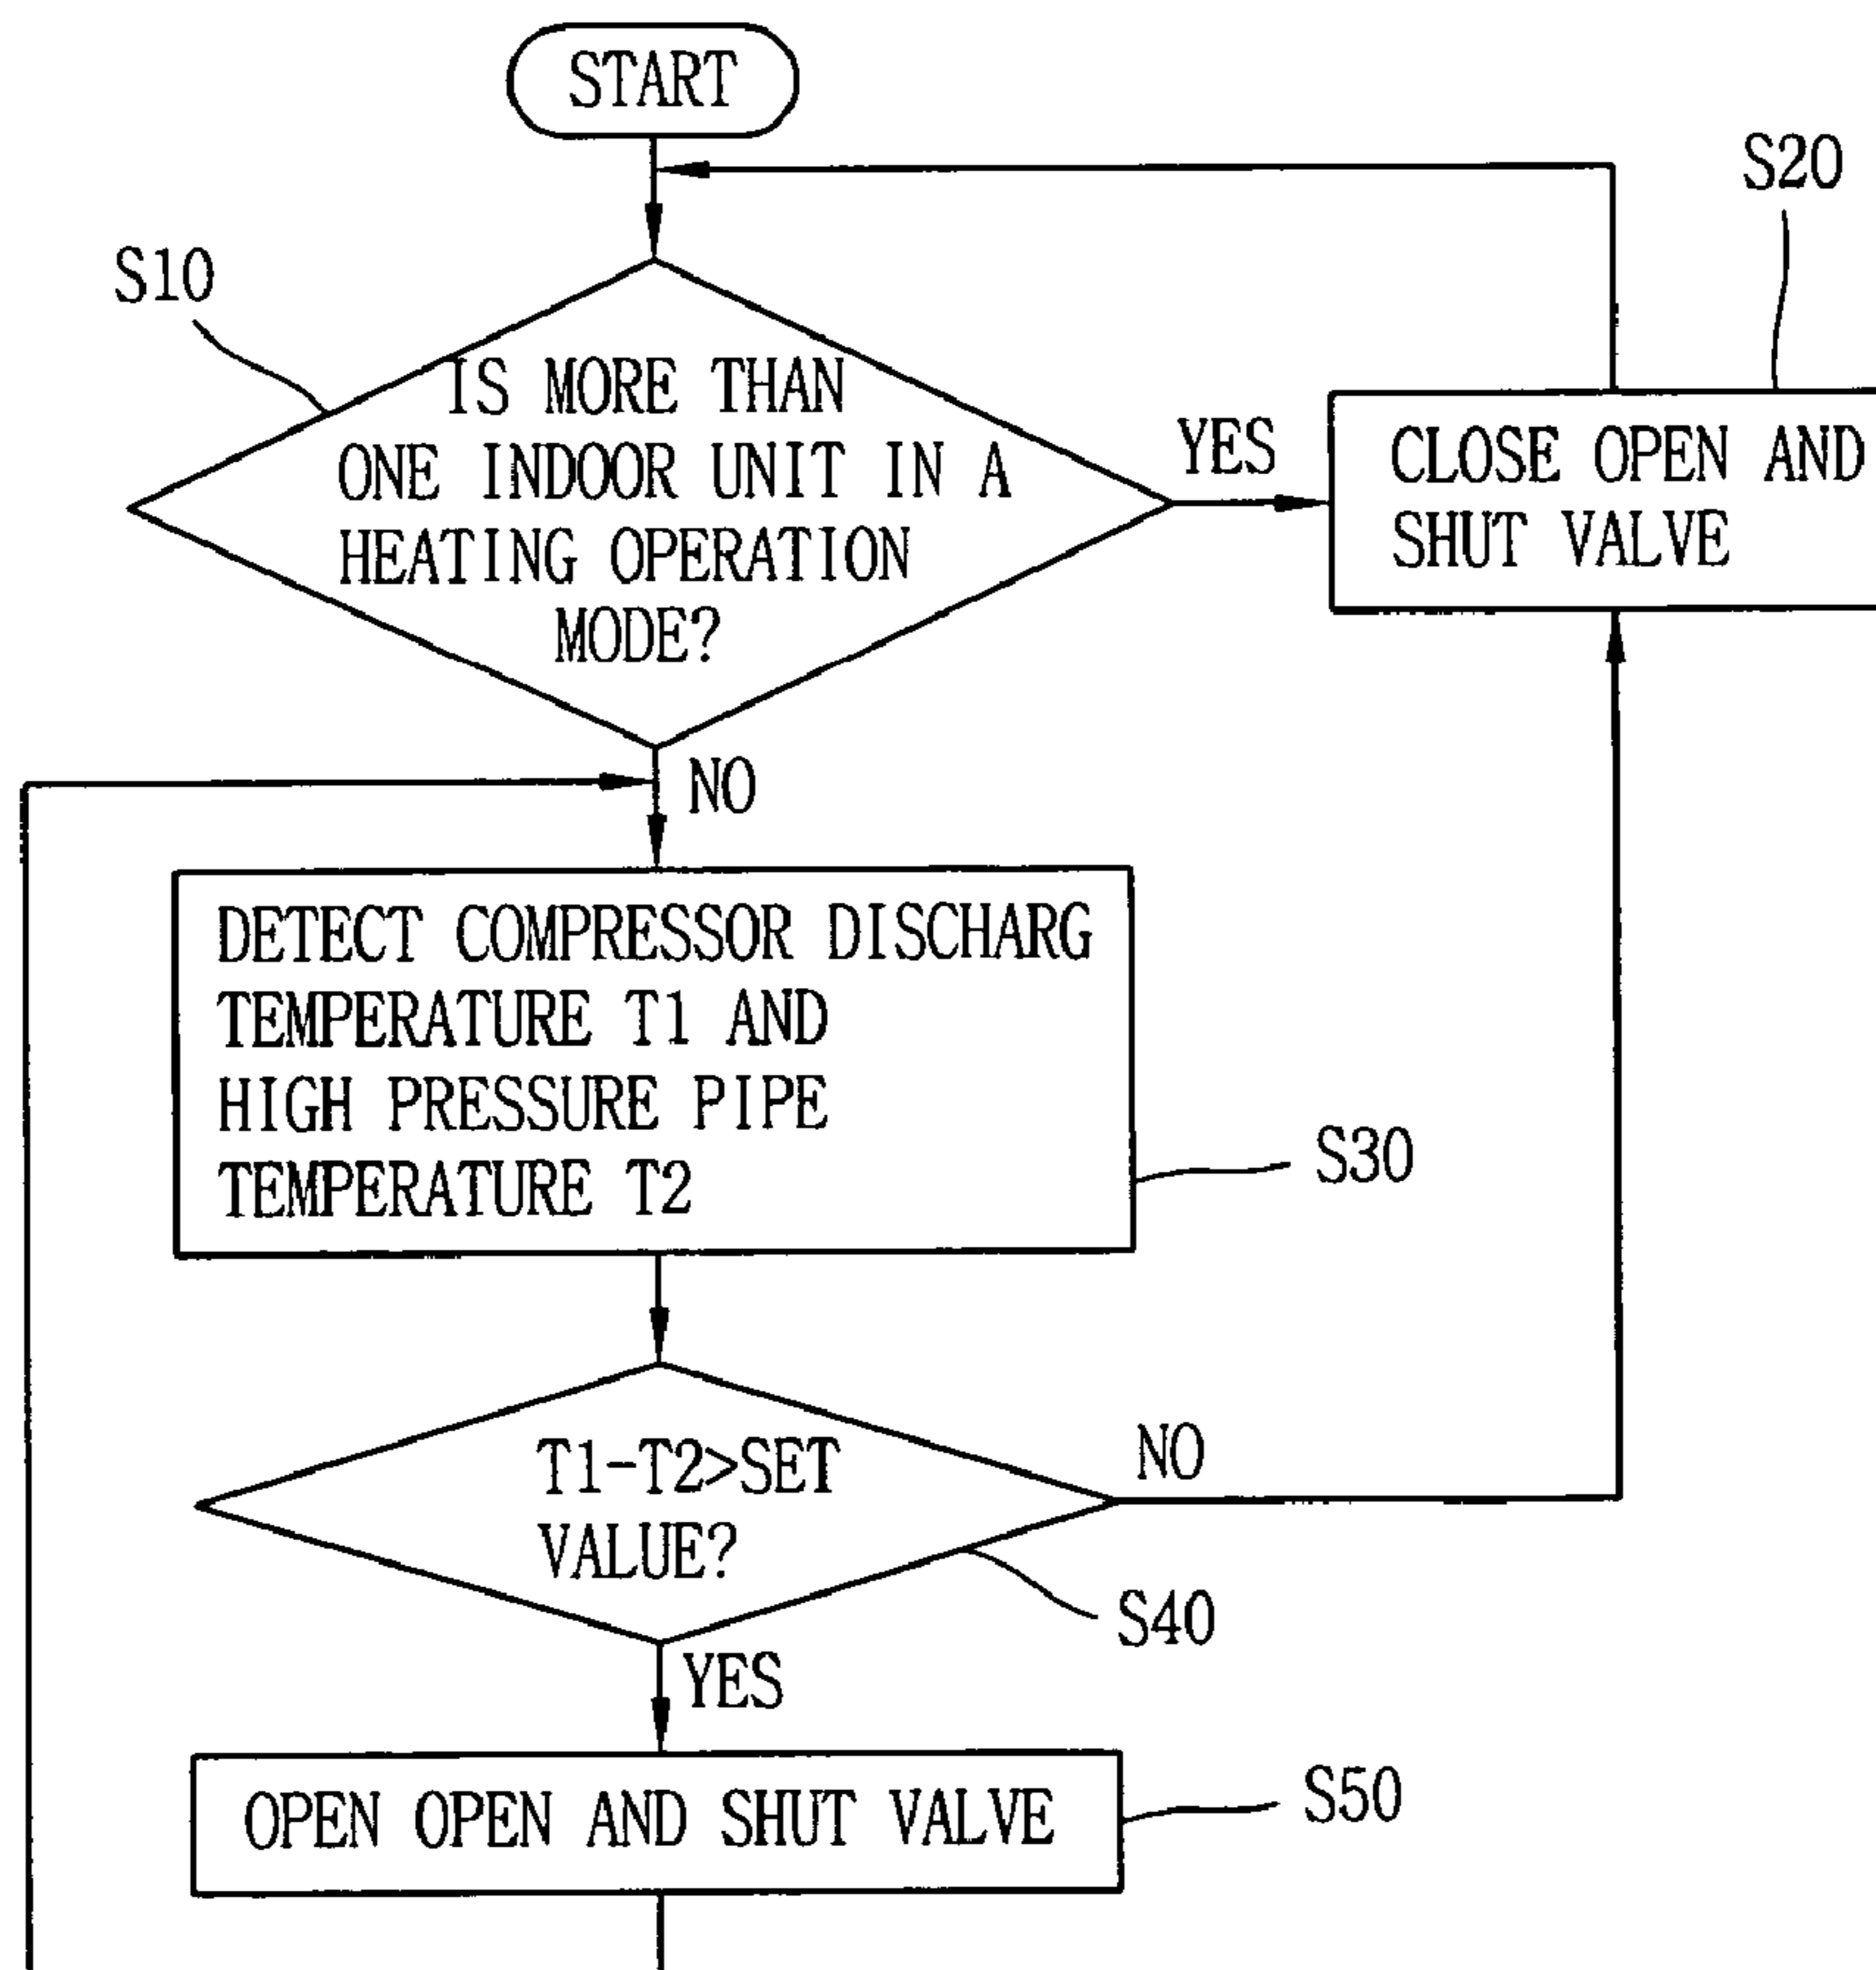 START
S20
S10
IS MORE THAN
ONE INDOOR UNIT IN A
HEATING OPERATION
MODE?
YES
CLOSE OPEN AND
SHUT VALVE
NO
DETECT COMPRESSOR DISCHARG
TEMPERATURE T1 AND
HIGH PRESSURE PIPE
TEMPERATURE T2
S30
T1-T2>SET
VALUE?
NO
S40
YES
OPEN OPEN AND SHUT VALVE
S50